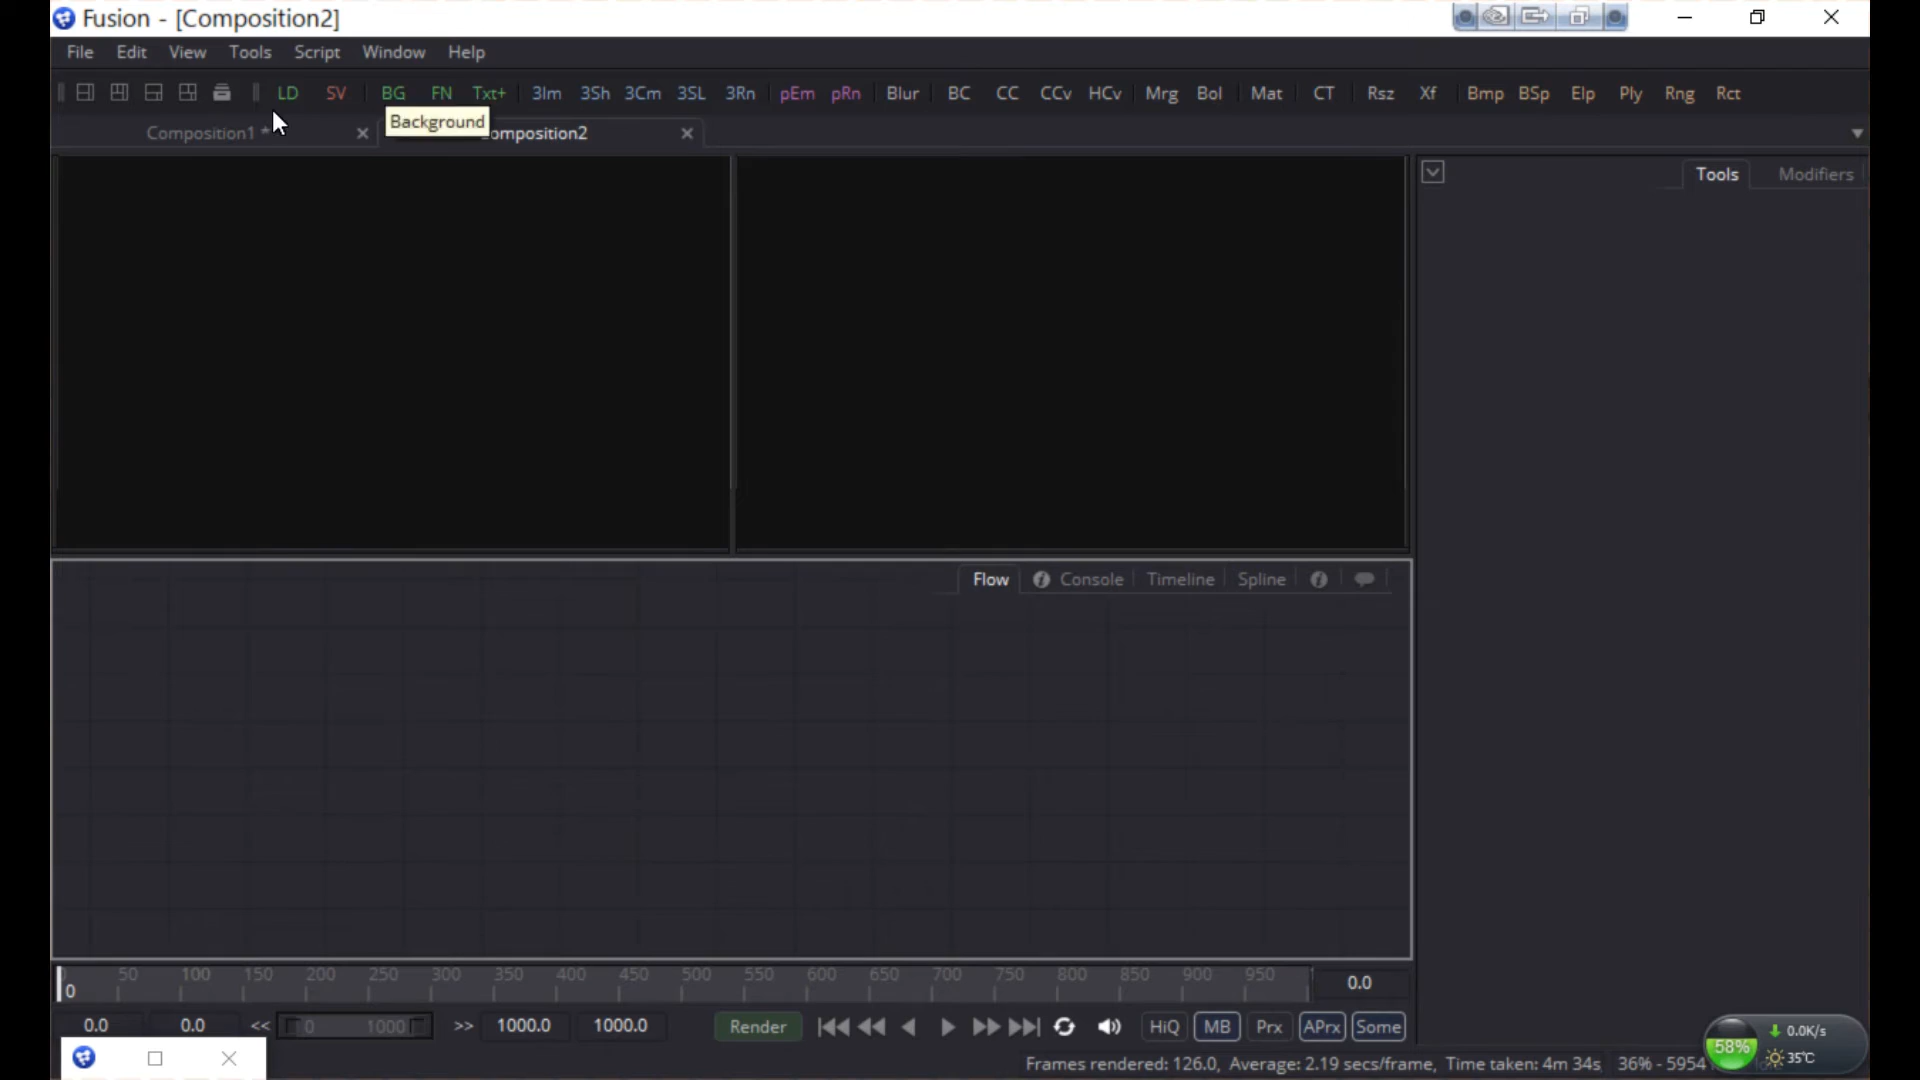 Fusion - [Composition2]
File Edit View Tools Script Window Help
LD SV BG FN Txt+ 3Im 3Sh 3Cm 3SL 3Rn pEm pRn Blur BC CC CCv HCv Mrg Bol Mat CT Rsz Xf Bmp BSp Elp Ply Rng Rct
Background
Composition1 * omposition2
Tools Modifiers
Flow Console Timeline Spline
50 100 150 200 250 300 350 400 450 500 550 600 650 700 750 800 850 900 950
0 0.0
0.0 0.0 << 0 1000 >> 1000.0 1000.0 Render HiQ MB Prx APrx Some
58% 0.0K/s
35℃
Frames rendered: 126.0, Average: 2.19 secs/frame, Time taken: 4m 34s 36% - 5954